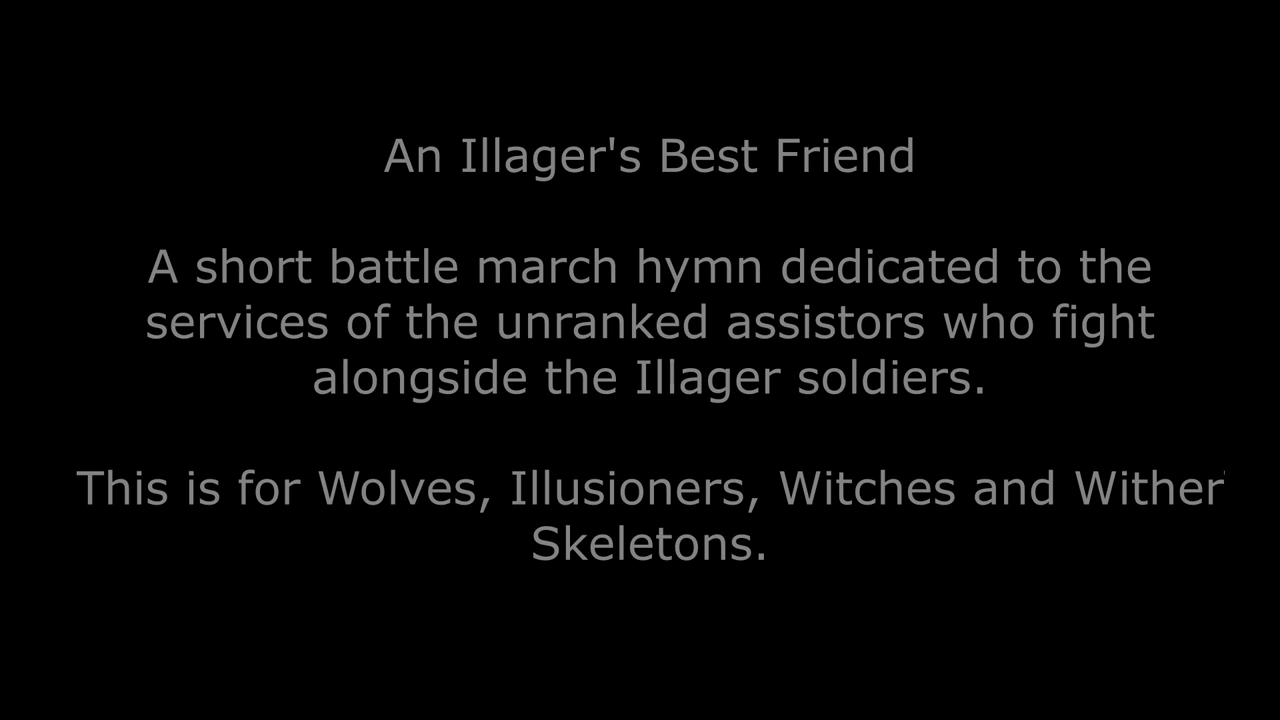 An Illager's Best Friend
A short battle march hymn dedicated to the
services of the unranked assistors who fight
alongside the Illager soldiers.
This is for Wolves, Illusioners, Witches and Wither
Skeletons.